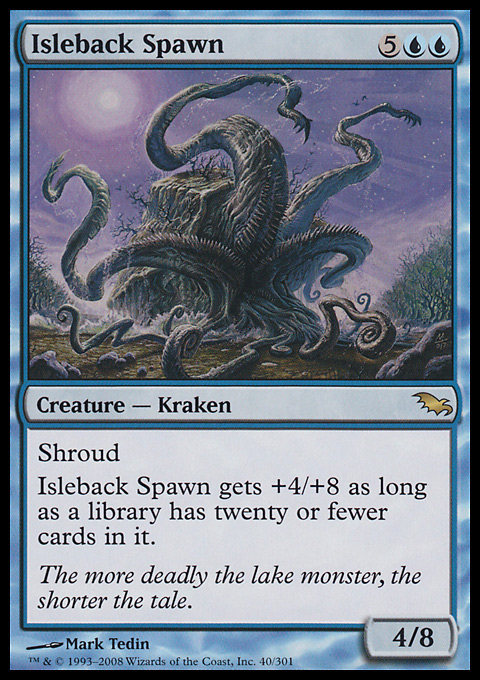 Isleback Spawn 5
Creature — Kraken
Shroud
Isleback Spawn gets +4/+8 as long
as a library has twenty or fewer
cards in it.
The more deadly the lake monster, the
shorter the tale.
Mark Tedin
4/8
™ & © 1993–2008 Wizards of the Coast, Inc. 40/301